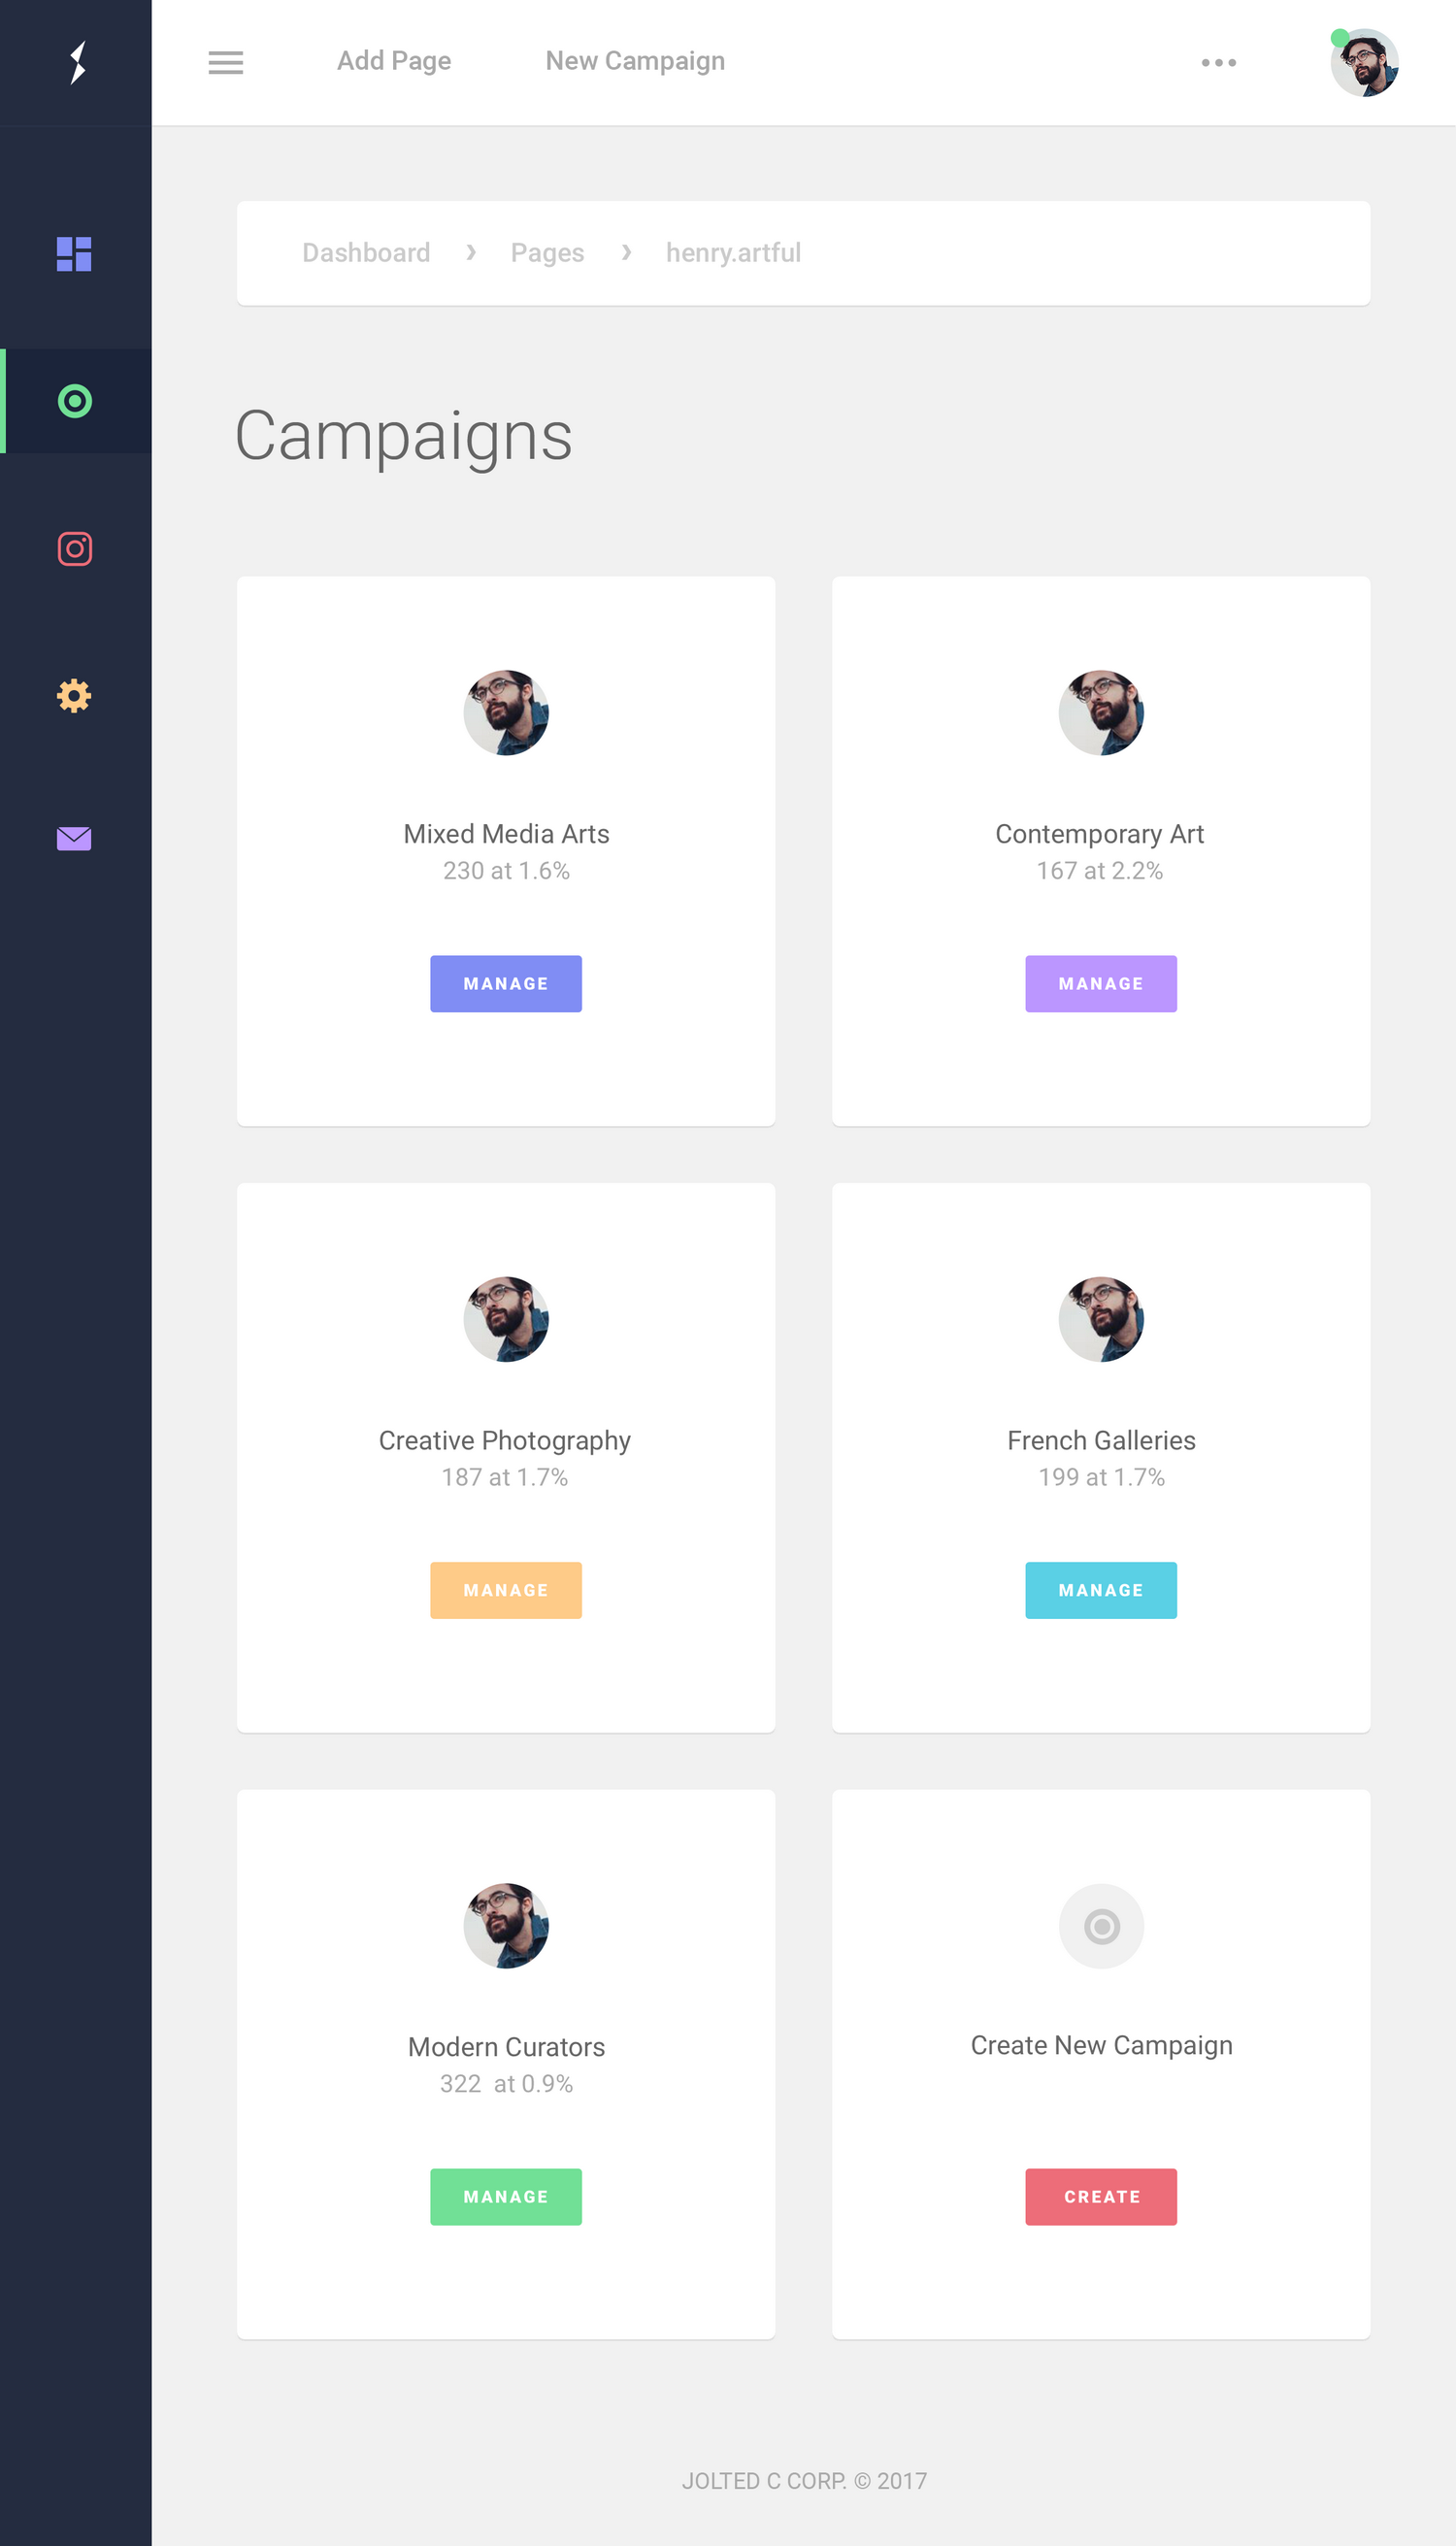 Add Page
New Campaign
Dashboard › Pages › henry.artful
Campaigns
Mixed Media Arts
230 at 1.6%
MANAGE
Contemporary Art
167 at 2.2%
MANAGE
Creative Photography
187 at 1.7%
MANAGE
French Galleries
199 at 1.7%
MANAGE
Modern Curators
322  at 0.9%
MANAGE
Create New Campaign
CREATE
JOLTED C CORP. © 2017